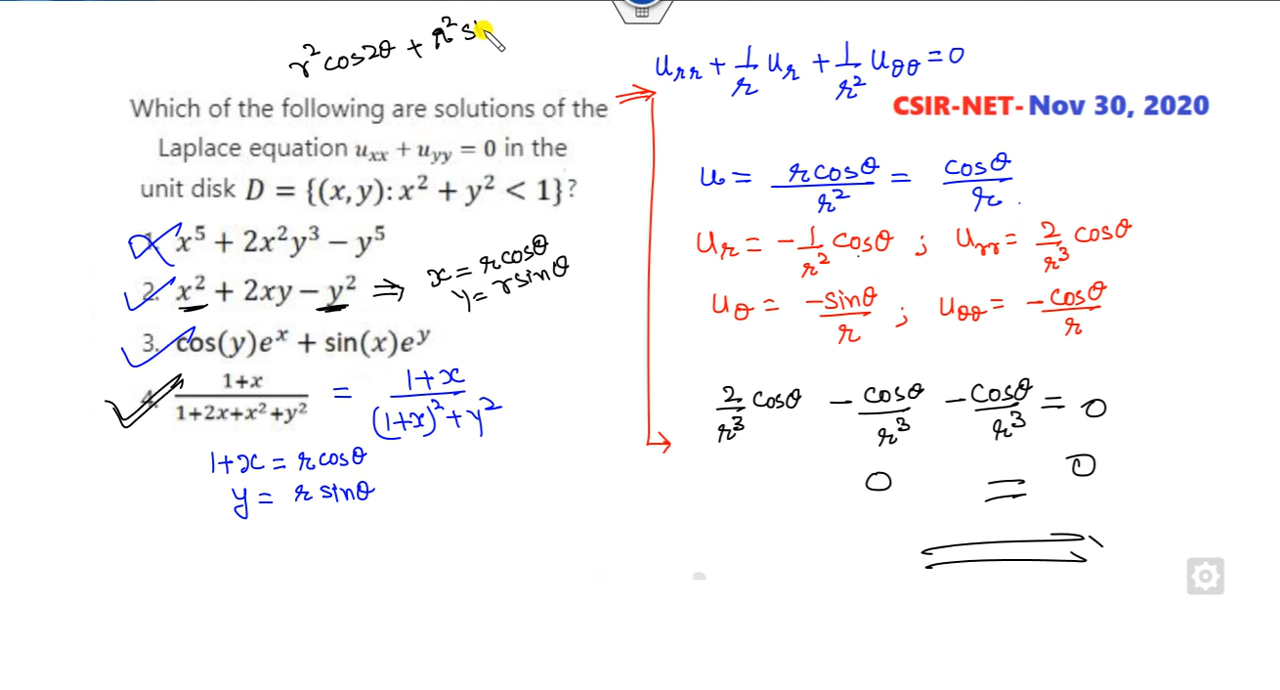 r² cos2θ + r² s
Which of the following are solutions of the
Laplace equation uₓₓ + u_yy = 0 in the
unit disk D = {(x, y): x² + y² < 1}?
1. x⁵ + 2x²y³ − y⁵
2. x² + 2xy − y² ⇒ x = r cosθ
y = r sinθ
3. cos(y)eˣ + sin(x)eʸ
4. (1+x)/(1+2x+x²+y²) = (1+x)/((1+x)²+y²)
1+x = r cosθ
y = r sinθ
u_rr + 1/r u_r + 1/r² u_θθ = 0
CSIR-NET- Nov 30, 2020
u = r cosθ/r² = cosθ/r
u_r = −1/r² cosθ ; u_rr = 2/r³ cosθ
u_θ = −sinθ/r ; u_θθ = −cosθ/r
2/r³ cosθ − cosθ/r³ − cosθ/r³ = 0
0 = 0